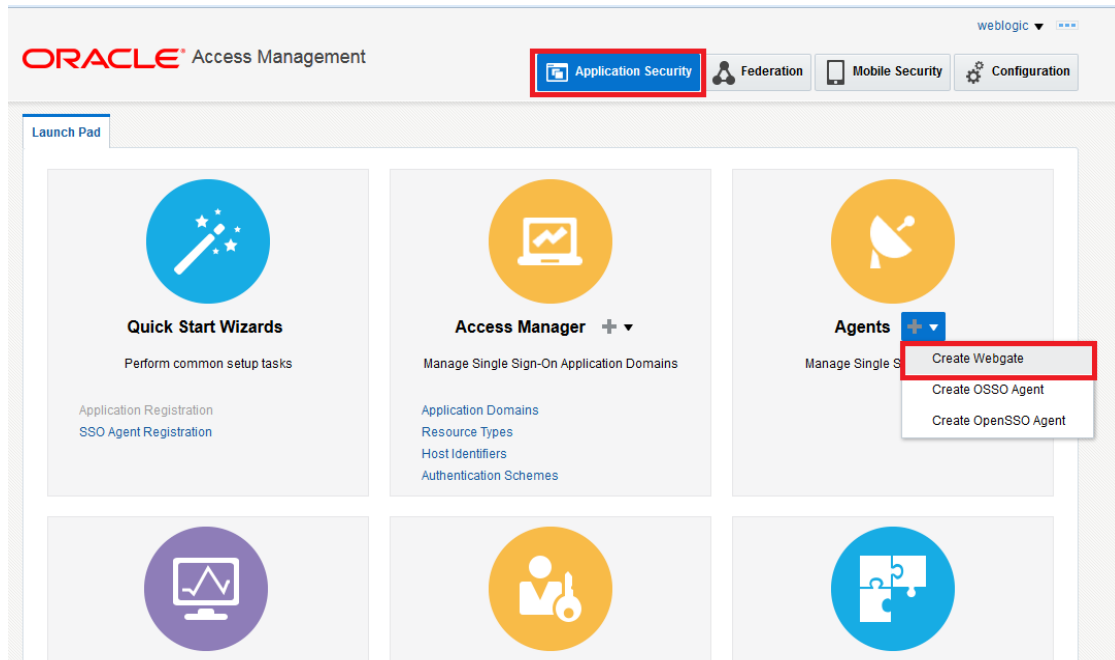 weblogic
ORACLE Access Management
Application Security
Federation
Mobile Security
Configuration
Launch Pad
Quick Start Wizards
Perform common setup tasks
Application Registration
SSO Agent Registration
Access Manager
Manage Single Sign-On Application Domains
Application Domains
Resource Types
Host Identifiers
Authentication Schemes
Agents
Manage Single S
Create Webgate
Create OSSO Agent
Create OpenSSO Agent